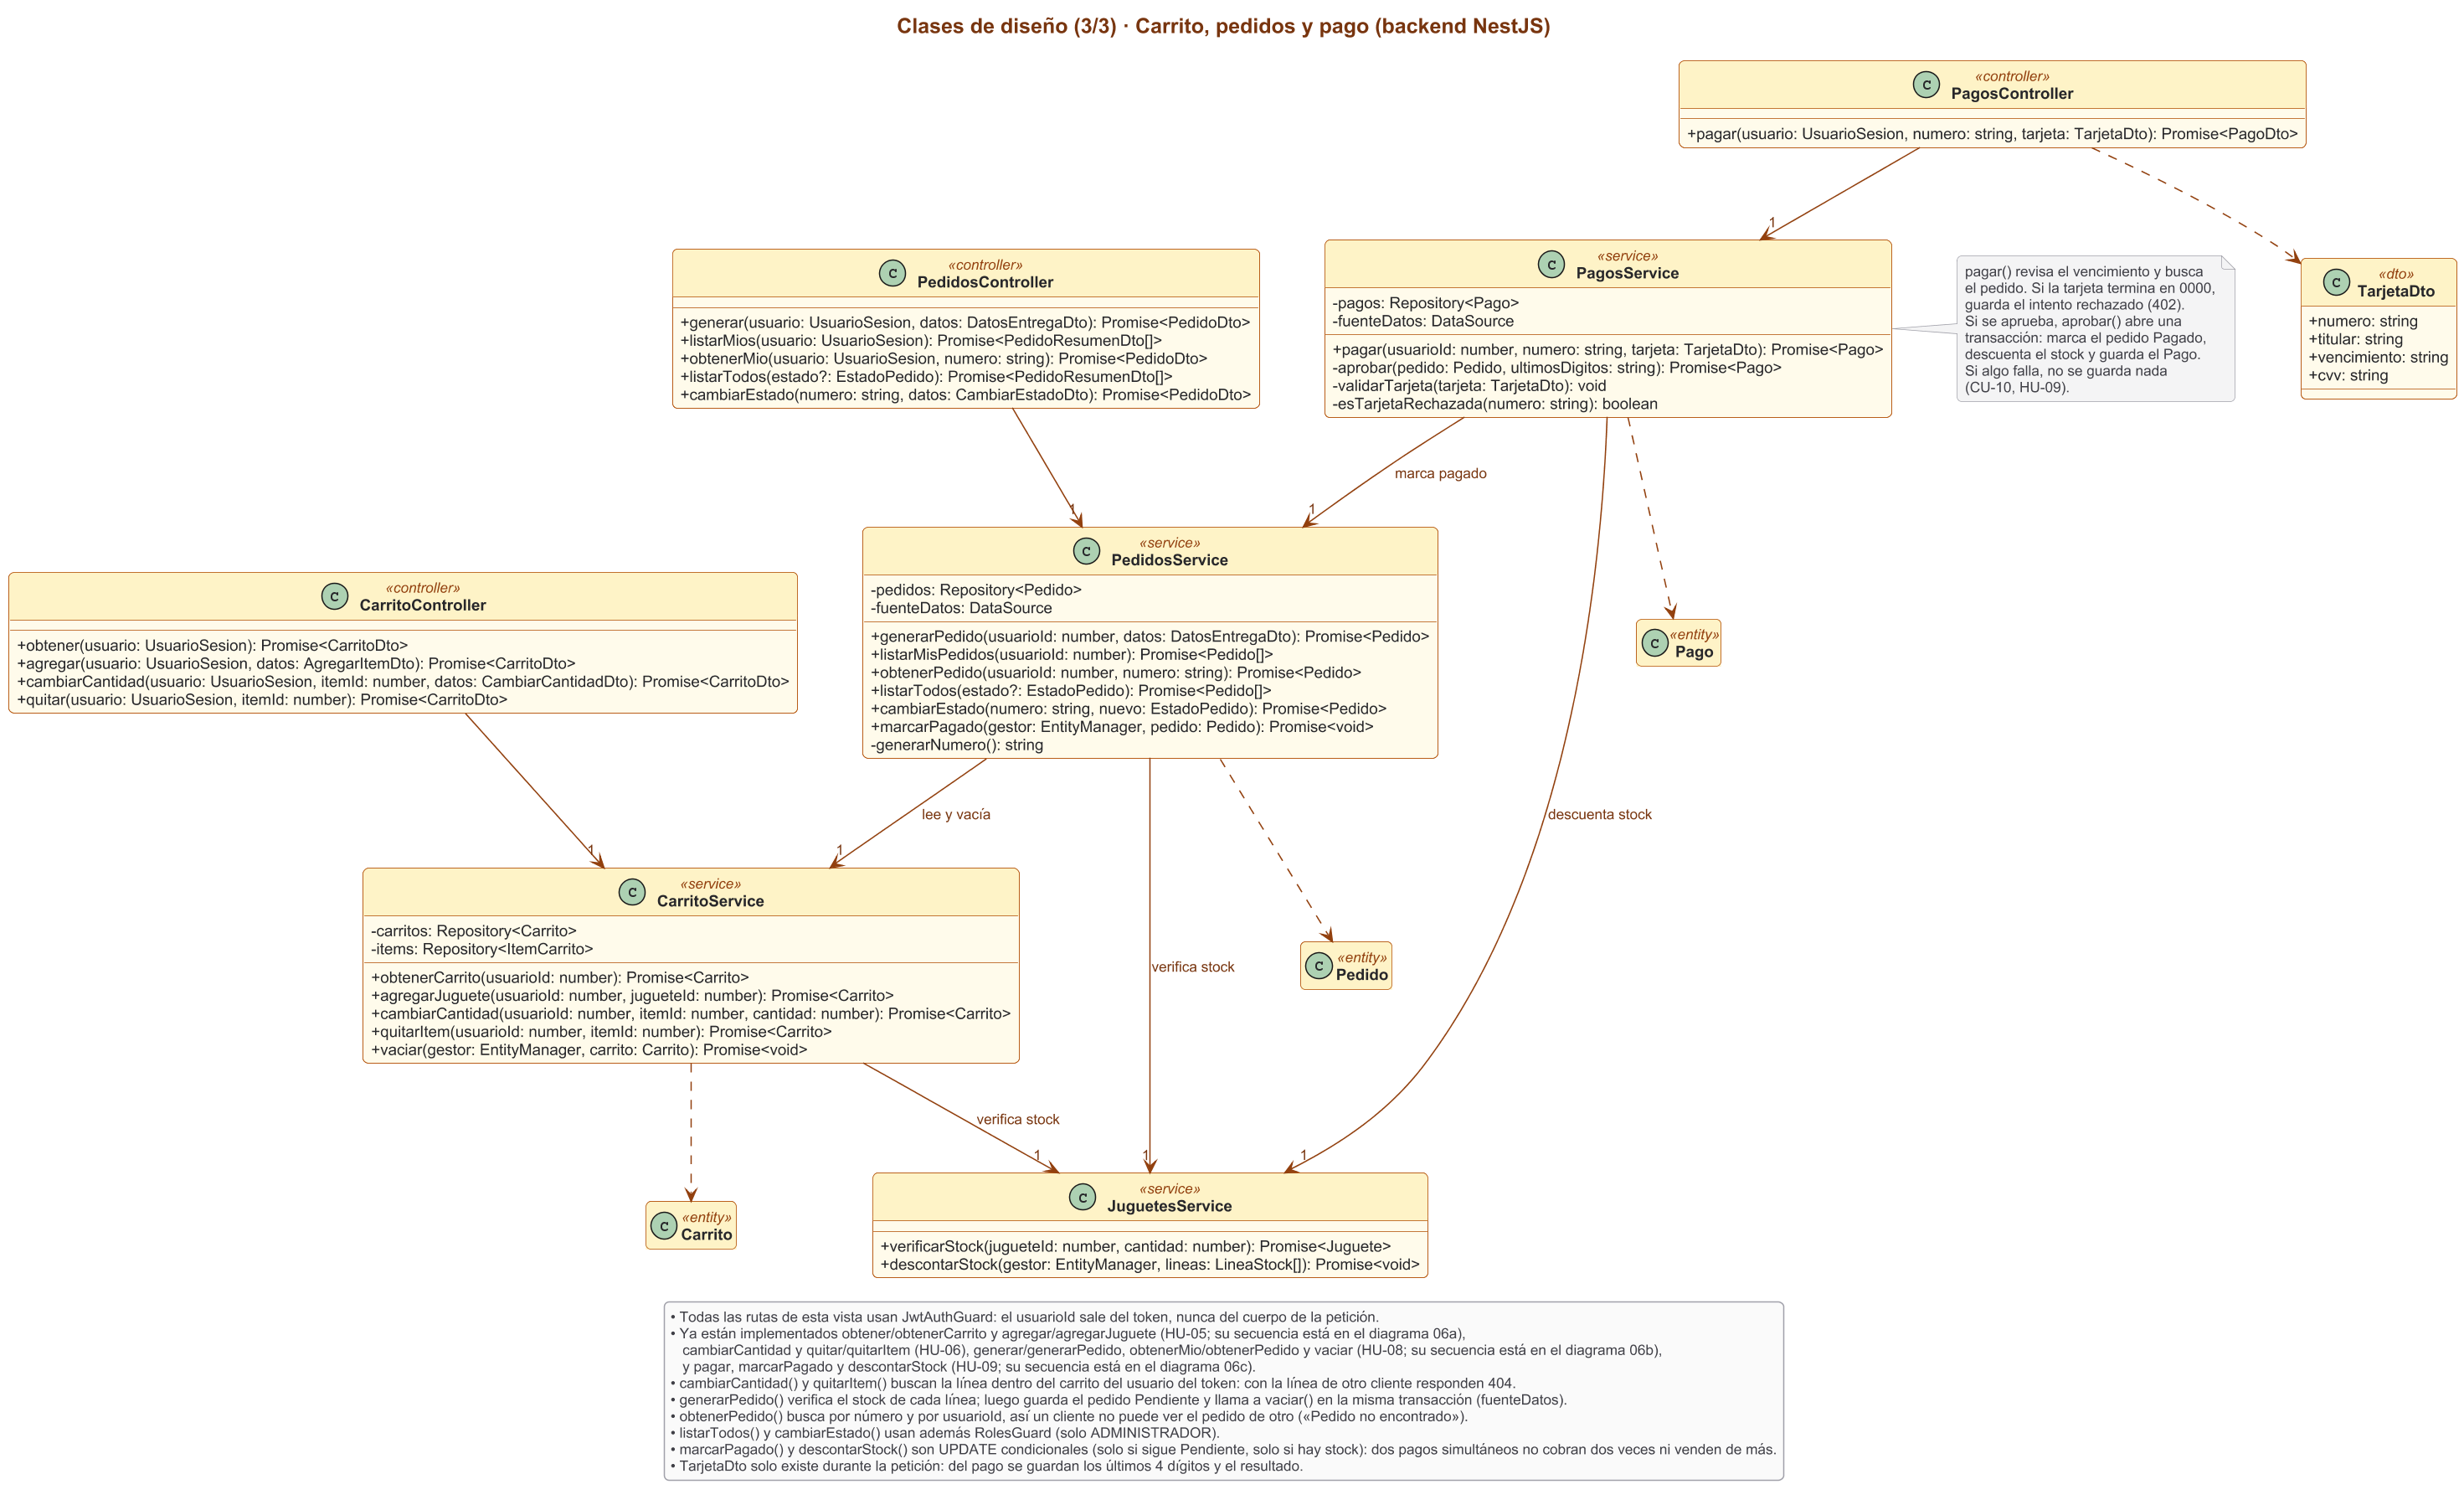 Clases de diseño (3/3) · Carrito, pedidos y pago (backend NestJS)
C
«controller»
PagosController
+pagar(usuario: UsuarioSesion, numero: string, tarjeta: TarjetaDto): Promise<PagoDto>
1
C
«controller»
PedidosController
+generar(usuario: UsuarioSesion, datos: DatosEntregaDto): Promise<PedidoDto>
+listarMios(usuario: UsuarioSesion): Promise<PedidoResumenDto[]>
+obtenerMio(usuario: UsuarioSesion, numero: string): Promise<PedidoDto>
+listarTodos(estado?: EstadoPedido): Promise<PedidoResumenDto[]>
+cambiarEstado(numero: string, datos: CambiarEstadoDto): Promise<PedidoDto>
C
«service»
PagosService
-pagos: Repository<Pago>
-fuenteDatos: DataSource
+pagar(usuarioId: number, numero: string, tarjeta: TarjetaDto): Promise<Pago>
-aprobar(pedido: Pedido, ultimosDigitos: string): Promise<Pago>
-validarTarjeta(tarjeta: TarjetaDto): void
-esTarjetaRechazada(numero: string): boolean
pagar() revisa el vencimiento y busca
el pedido. Si la tarjeta termina en 0000,
guarda el intento rechazado (402).
Si se aprueba, aprobar() abre una
transacción: marca el pedido Pagado,
descuenta el stock y guarda el Pago.
Si algo falla, no se guarda nada
(CU-10, HU-09).
C
«dto»
TarjetaDto
+numero: string
+titular: string
+vencimiento: string
+cvv: string
marca pagado
1
1
C
«service»
PedidosService
-pedidos: Repository<Pedido>
-fuenteDatos: DataSource
+generarPedido(usuarioId: number, datos: DatosEntregaDto): Promise<Pedido>
+listarMisPedidos(usuarioId: number): Promise<Pedido[]>
+obtenerPedido(usuarioId: number, numero: string): Promise<Pedido>
+listarTodos(estado?: EstadoPedido): Promise<Pedido[]>
+cambiarEstado(numero: string, nuevo: EstadoPedido): Promise<Pedido>
+marcarPagado(gestor: EntityManager, pedido: Pedido): Promise<void>
-generarNumero(): string
C
«controller»
CarritoController
+obtener(usuario: UsuarioSesion): Promise<CarritoDto>
+agregar(usuario: UsuarioSesion, datos: AgregarItemDto): Promise<CarritoDto>
+cambiarCantidad(usuario: UsuarioSesion, itemId: number, datos: CambiarCantidadDto): Promise<CarritoDto>
+quitar(usuario: UsuarioSesion, itemId: number): Promise<CarritoDto>
C
«entity»
Pago
lee y vacía
descuenta stock
1
1
C
«service»
CarritoService
-carritos: Repository<Carrito>
-items: Repository<ItemCarrito>
+obtenerCarrito(usuarioId: number): Promise<Carrito>
+agregarJuguete(usuarioId: number, jugueteId: number): Promise<Carrito>
+cambiarCantidad(usuarioId: number, itemId: number, cantidad: number): Promise<Carrito>
+quitarItem(usuarioId: number, itemId: number): Promise<Carrito>
+vaciar(gestor: EntityManager, carrito: Carrito): Promise<void>
verifica stock
C
«entity»
Pedido
verifica stock
1
1
1
C
«entity»
Carrito
C
«service»
JuguetesService
+verificarStock(jugueteId: number, cantidad: number): Promise<Juguete>
+descontarStock(gestor: EntityManager, lineas: LineaStock[]): Promise<void>
• Todas las rutas de esta vista usan JwtAuthGuard: el usuarioId sale del token, nunca del cuerpo de la petición.
• Ya están implementados obtener/obtenerCarrito y agregar/agregarJuguete (HU-05; su secuencia está en el diagrama 06a),
cambiarCantidad y quitar/quitarItem (HU-06), generar/generarPedido, obtenerMio/obtenerPedido y vaciar (HU-08; su secuencia está en el diagrama 06b),
y pagar, marcarPagado y descontarStock (HU-09; su secuencia está en el diagrama 06c).
• cambiarCantidad() y quitarItem() buscan la línea dentro del carrito del usuario del token: con la línea de otro cliente responden 404.
• generarPedido() verifica el stock de cada línea; luego guarda el pedido Pendiente y llama a vaciar() en la misma transacción (fuenteDatos).
• obtenerPedido() busca por número y por usuarioId, así un cliente no puede ver el pedido de otro («Pedido no encontrado»).
• listarTodos() y cambiarEstado() usan además RolesGuard (solo ADMINISTRADOR).
• marcarPagado() y descontarStock() son UPDATE condicionales (solo si sigue Pendiente, solo si hay stock): dos pagos simultáneos no cobran dos veces ni venden de más.
• TarjetaDto solo existe durante la petición: del pago se guardan los últimos 4 dígitos y el resultado.